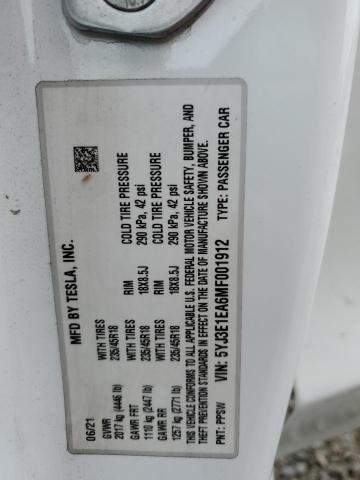 MFD BY TESLA, INC.
06/21
GVWR
2017 kg (4446 lb)
GAWR FRT
1110 kg (2447 lb)
GAWR RR
1257 kg (2771 lb)
WITH TIRES
235/45R18
WITH TIRES
235/45R18
WITH TIRES
235/45R18
RIM
18X8.5J
RIM
18X8.5J
COLD TIRE PRESSURE
290 kPa, 42 psi
COLD TIRE PRESSURE
290 kPa, 42 psi
THIS VEHICLE CONFORMS TO ALL APPLICABLE U.S. FEDERAL MOTOR VEHICLE SAFETY, BUMPER, AND
THEFT PREVENTION STANDARDS IN EFFECT ON THE DATE OF MANUFACTURE SHOWN ABOVE.
PNT: PPSW
VIN: 5YJ3E1EA6MF001912
TYPE: PASSENGER CAR